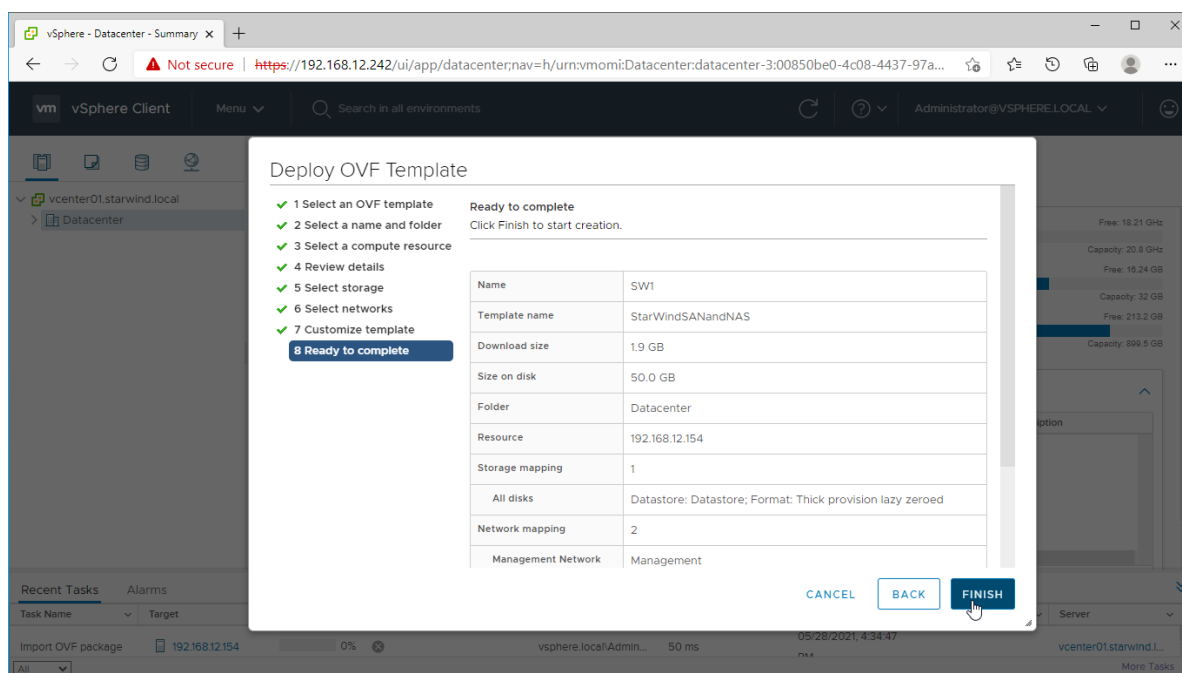 vSphere - Datacenter - Summary
Not secure | https://192.168.12.242/ui/app/datacenter;nav=h/urn:vmomi:Datacenter:datacenter-3:00850be0-4c08-4437-97a...
vm vSphere Client Menu Search in all environments Administrator@VSPHERE.LOCAL
vcenter01.starwind.local
Datacenter
Deploy OVF Template
1 Select an OVF template
2 Select a name and folder
3 Select a compute resource
4 Review details
5 Select storage
6 Select networks
7 Customize template
8 Ready to complete
Ready to complete
Click Finish to start creation.
Name SW1
Template name StarWindSANandNAS
Download size 1.9 GB
Size on disk 50.0 GB
Folder Datacenter
Resource 192.168.12.154
Storage mapping 1
All disks Datastore: Datastore; Format: Thick provision lazy zeroed
Network mapping 2
Management Network Management
CANCEL BACK FINISH
Free: 18.21 GHz
Capacity: 20.8 GHz
Free: 16.24 GB
Capacity: 32 GB
Free: 213.2 GB
Capacity: 899.5 GB
iption
Recent Tasks Alarms
Task Name Target Server
Import OVF package 192.168.12.154 0% vsphere.local\Admin... 50 ms 05/28/2021, 4:34:47 vcenter01.starwind.l...
All More Tasks